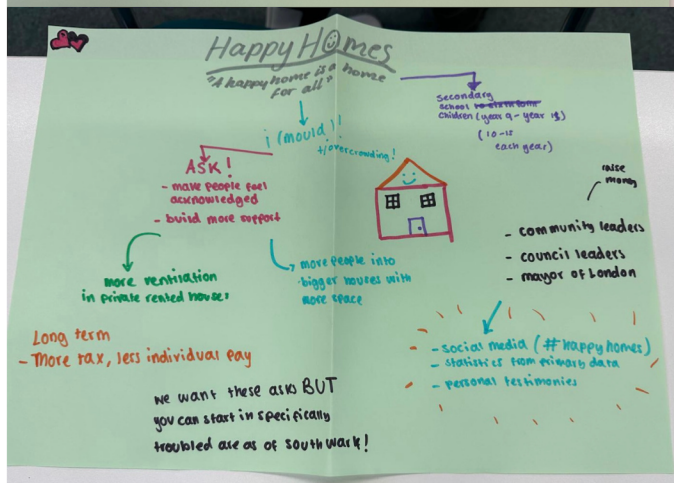 Happy Homes
"A happy home is a home
for all"
secondary
school to sixth form
children (year 9 - year 13)
(10-15
each year)
! (mould)!
+/overcrowding!
ASK!
- make people feel
acknowledged
- build more support
raise
money
- community leaders
- council leaders
- mayor of London
more ventilation
in private rented houses
more people into
bigger houses with
more space
Long term
- More tax, less individual pay
- social media (#happyhomes)
- statistics from primary data
- personal testimonies
we want these asks BUT
you can start in specifically
troubled areas of southwark!